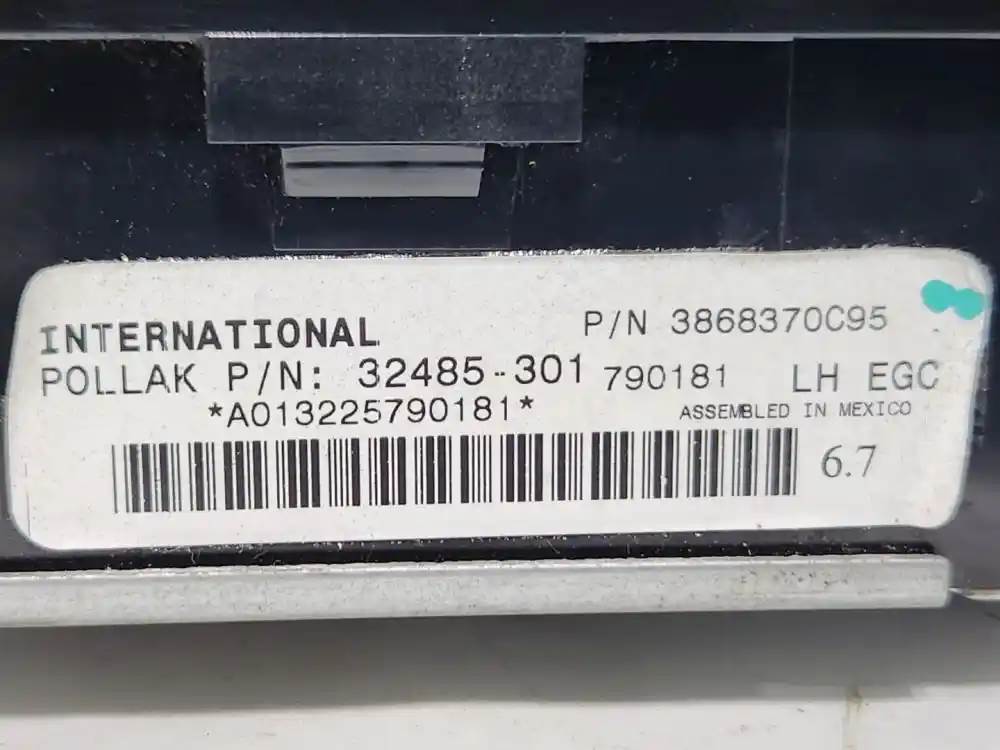 INTERNATIONAL P/N 3868370C95
POLLAK P/N: 32485-301 790181 LH EGC
*A013225790181* ASSEMBLED IN MEXICO
6.7